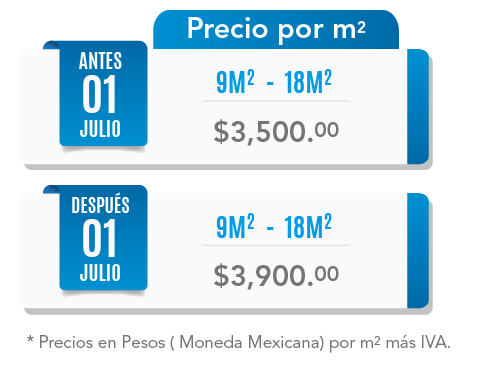 Precio por m²
ANTES
01
JULIO
9M² - 18M²
$3,500.00
DESPUÉS
01
JULIO
9M² - 18M²
$3,900.00
* Precios en Pesos ( Moneda Mexicana) por m² más IVA.